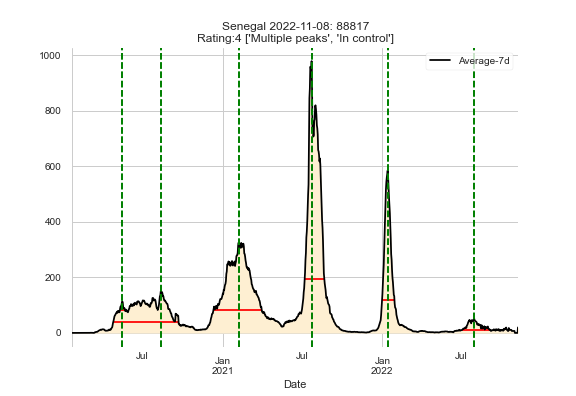 Senegal 2022-11-08: 88817
Rating:4 ['Multiple peaks', 'In control']
1000
Average-7d
800
600
400
200
0
Jul
Jan
2021
Jul
Jan
2022
Jul
Date